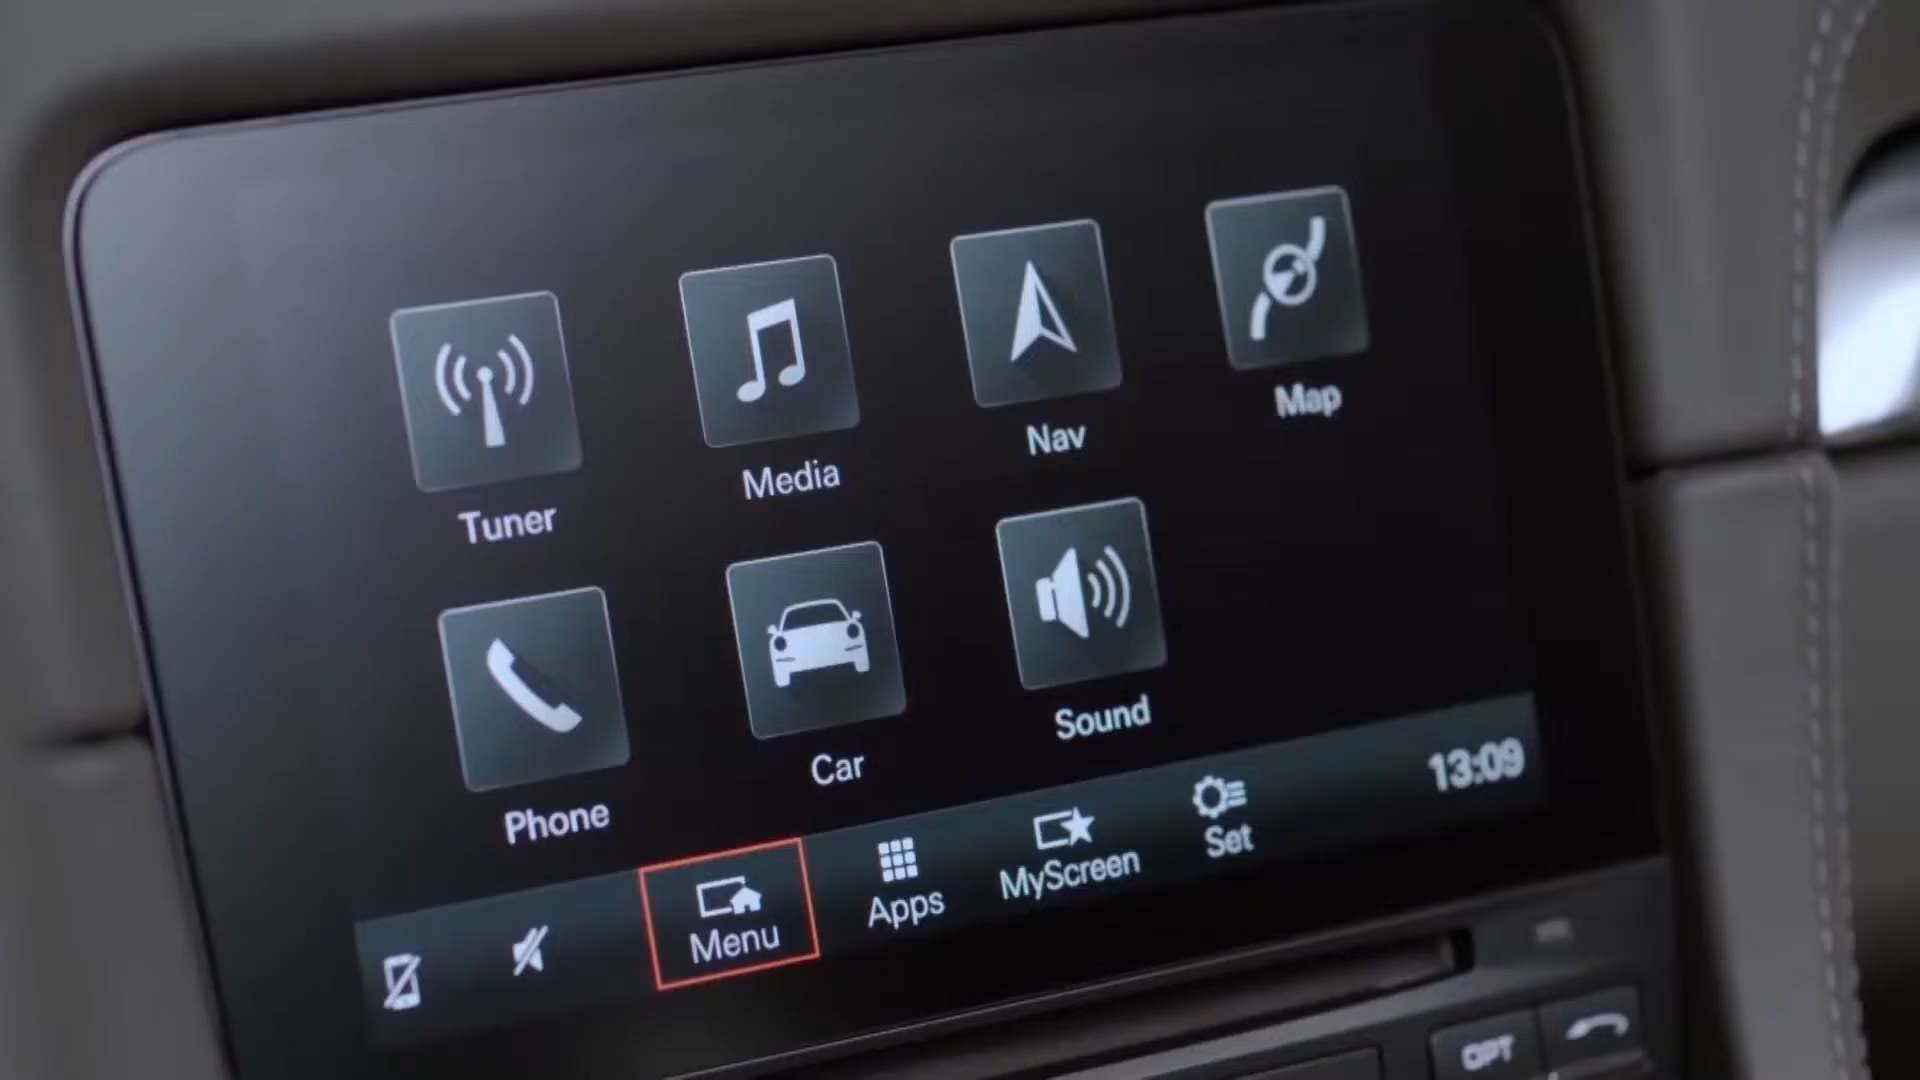 Tuner
Media
Nav
Map
Phone
Car
Sound
Menu
Apps
MyScreen
Set
13:09
OPT